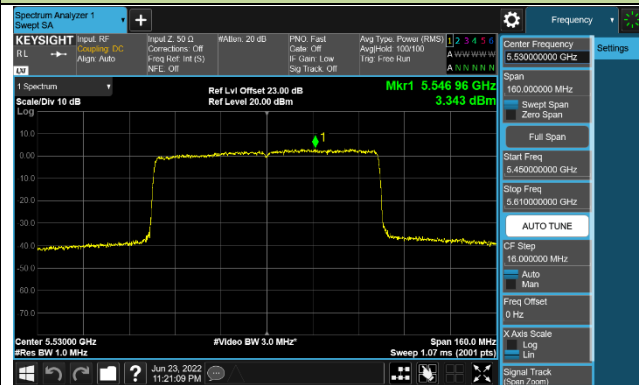 Spectrum Analyzer 1
Swept SA
Frequency
KEYSIGHT
RL
LXI
Input: RF
Coupling: DC
Align: Auto
Input Z: 50 Ω
Corrections: Off
Freq Ref: Int (S)
NFE: Off
#Atten: 20 dB
PNO: Fast
Gate: Off
IF Gain: Low
Sig Track: Off
Avg Type: Power (RMS)
Avg|Hold: 100/100
Trig: Free Run
1 2 3 4 5 6
A W W W W W
A N N N N N
1 Spectrum
Scale/Div 10 dB
Log
Ref Lvl Offset 23.00 dB
Ref Level 20.00 dBm
Mkr1 5.546 96 GHz
3.343 dBm
1
10.0
0.00
-10.0
-20.0
-30.0
-40.0
-50.0
-60.0
-70.0
Center 5.53000 GHz
#Res BW 1.0 MHz
#Video BW 3.0 MHz*
Span 160.0 MHz
Sweep 1.07 ms (2001 pts)
Center Frequency
5.530000000 GHz
Settings
Span
160.000000 MHz
Swept Span
Zero Span
Full Span
Start Freq
5.450000000 GHz
Stop Freq
5.610000000 GHz
AUTO TUNE
CF Step
16.000000 MHz
Auto
Man
Freq Offset
0 Hz
X Axis Scale
Log
Lin
Signal Track
(Span Zoom)
Jun 23, 2022
11:21:09 PM